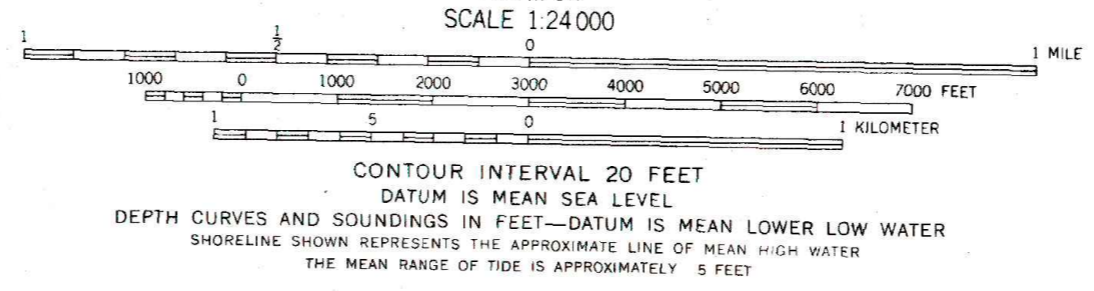 SCALE 1:24 000
1 1/2 0 1 MILE
1000 0 1000 2000 3000 4000 5000 6000 7000 FEET
1 5 0 1 KILOMETER
CONTOUR INTERVAL 20 FEET
DATUM IS MEAN SEA LEVEL
DEPTH CURVES AND SOUNDINGS IN FEET—DATUM IS MEAN LOWER LOW WATER
SHORELINE SHOWN REPRESENTS THE APPROXIMATE LINE OF MEAN HIGH WATER
THE MEAN RANGE OF TIDE IS APPROXIMATELY 5 FEET